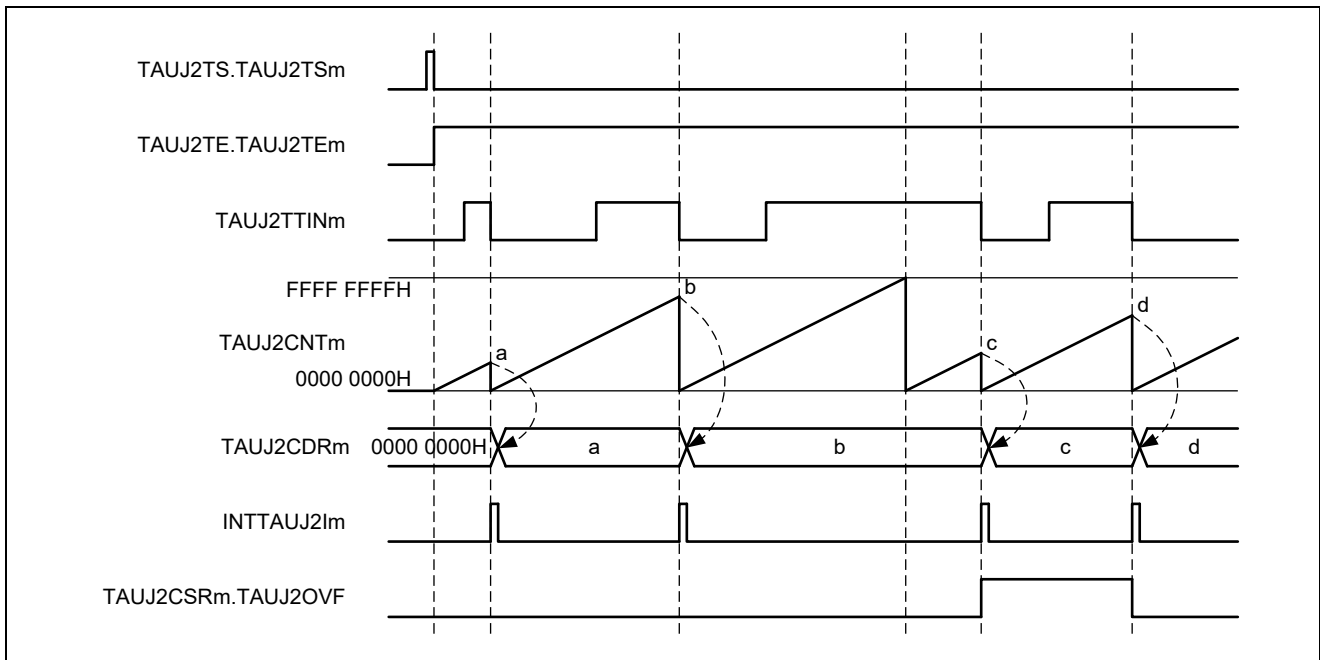 TAUJ2TS.TAUJ2TSm
TAUJ2TE.TAUJ2TEm
TAUJ2TTINm
FFFF FFFFH
b
d
TAUJ2CNTm
a
c
0000 0000H
TAUJ2CDRm 0000 0000H a b c d
INTTAUJ2Im
TAUJ2CSRm.TAUJ2OVF